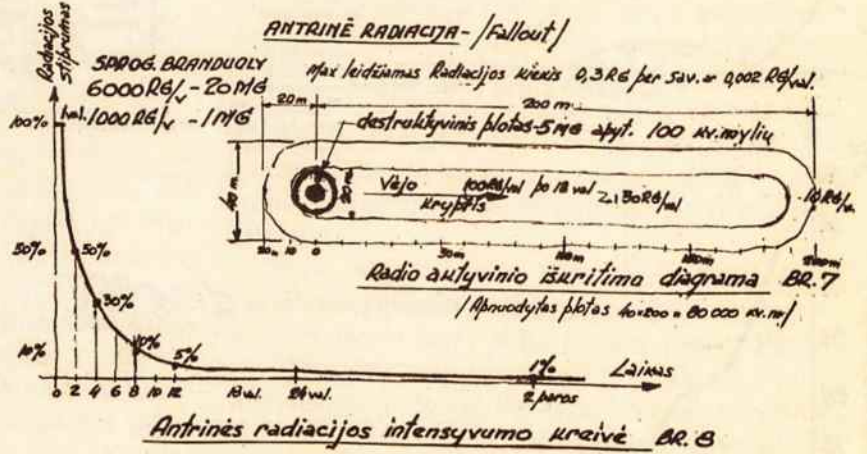 ANTRINĖ RADIACIJA - /Fallout/
Max leidžiamas Radiacijos kiekis 0,3 RG per sav. ar 0,002 RG/val.
Radiacijos stiprumas
SPROG. BRANDUOLY
6000 RG/v - 20 MG
1 val. 1000 RG/v - 1 MG
100%
50%
10%
50%
30%
10%
5%
1%
0 2 4 6 8 10 12 18 val. 24 val. 2 paros
Laikas
20 m
200 m.
destruktyvinis plotas - 5 MG apyt. 100 kv. mylių
40 m.
20 m.
Vėjo
kryptis
100 RG/val po 18 val
30 RG/val
10 RG/v.
20 m 10 0 50 m 200 m
Radio aktyvinio iškritimo diagrama BR. 7
/Apnuodytas plotas 40x200 = 80 000 kv. m./
Antrinės radiacijos intensyvumo kreivė BR. 8